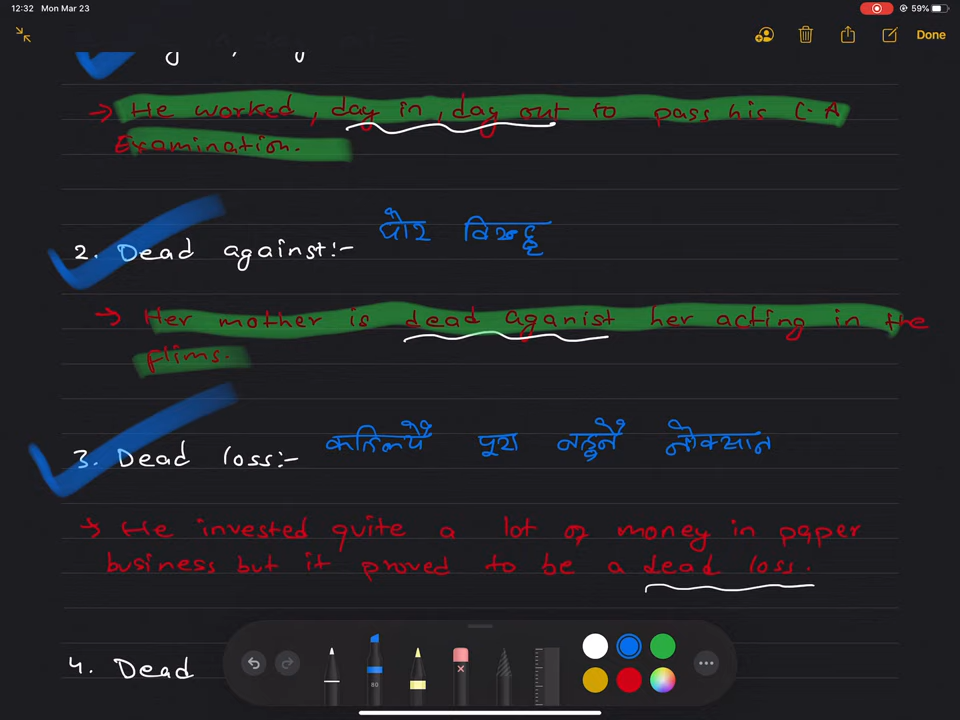 12:32 Mon Mar 23
59%
Done
→ He worked, day in, day out to pass his C.A
Examination.
2. Dead against:-
→ Her mother is dead aganist her acting in the
flims.
3. Dead loss:- पूरा
→ He invested quite a lot of money in paper
business but it proved to be a dead loss.
4. Dead
80